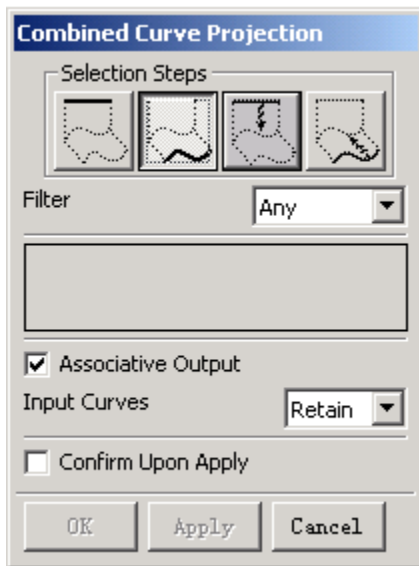 Combined Curve Projection
Selection Steps
Filter
Any
Associative Output
Input Curves
Retain
Confirm Upon Apply
OK
Apply
Cancel